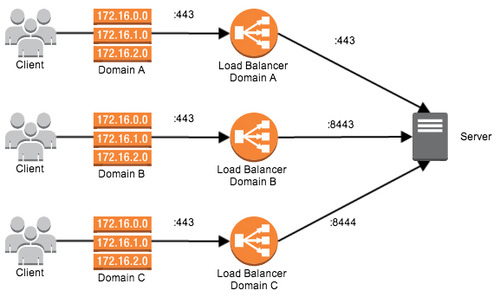 172.16.0.0
172.16.1.0
172.16.2.0
:443
:443
Client
Domain A
Load Balancer
Domain A
172.16.0.0
172.16.1.0
172.16.2.0
:443
:8443
Server
Client
Domain B
Load Balancer
Domain B
172.16.0.0
172.16.1.0
172.16.2.0
:443
:8444
Client
Domain C
Load Balancer
Domain C